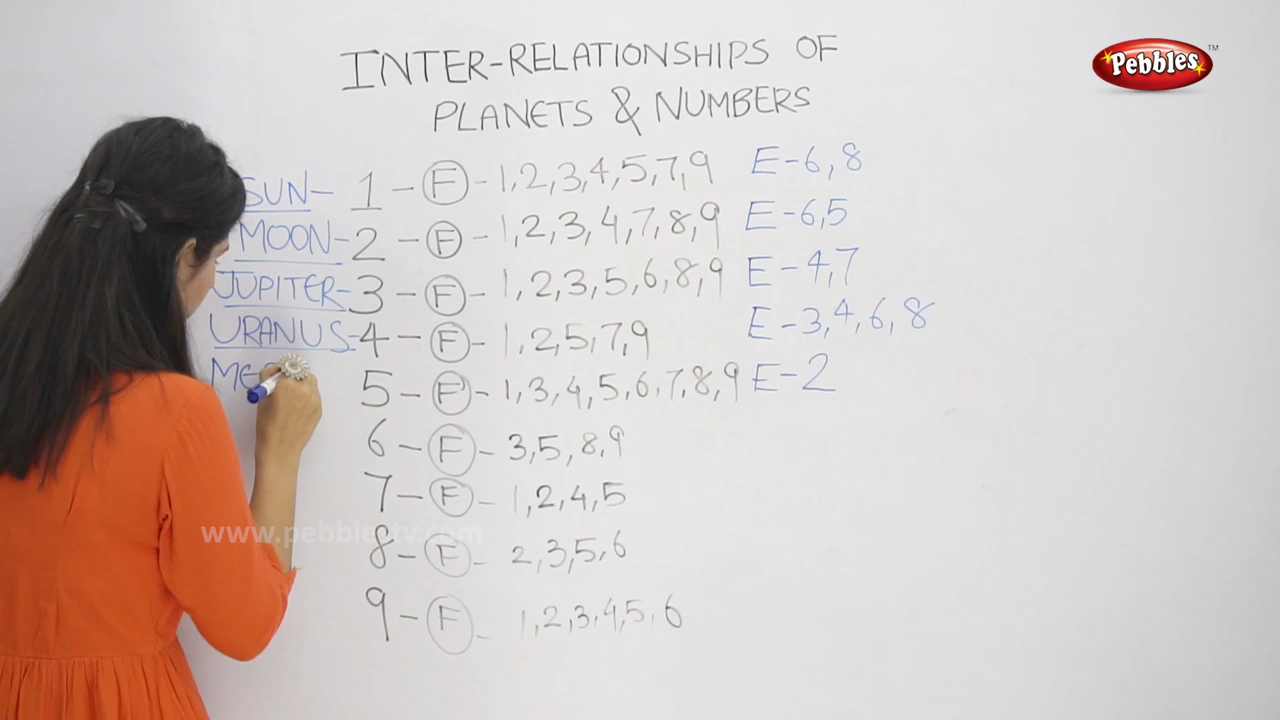 INTER-RELATIONSHIPS OF
PLANETS & NUMBERS
Pebbles TM
SUN- 1 - F - 1,2,3,4,5,7,9 E-6,8
MOON- 2 - F - 1,2,3,4,7,8,9 E-6,5
JUPITER- 3 - F - 1,2,3,5,6,8,9 E-4,7
URANUS- 4 - F - 1,2,5,7,9 E-3,4,6,8
5 - F - 1,3,4,5,6,7,8,9 E-2
6 - F - 3,5,8,9
7 - F - 1,2,4,5
www.pebblestv.com
8 - F - 2,3,5,6
9 - F - 1,2,3,4,5,6